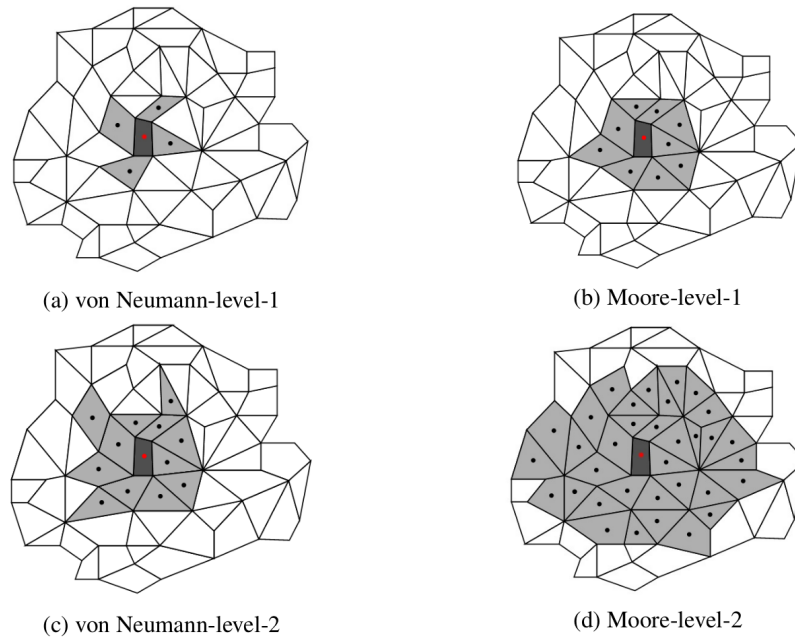 (a) von Neumann-level-1
(b) Moore-level-1
(c) von Neumann-level-2
(d) Moore-level-2